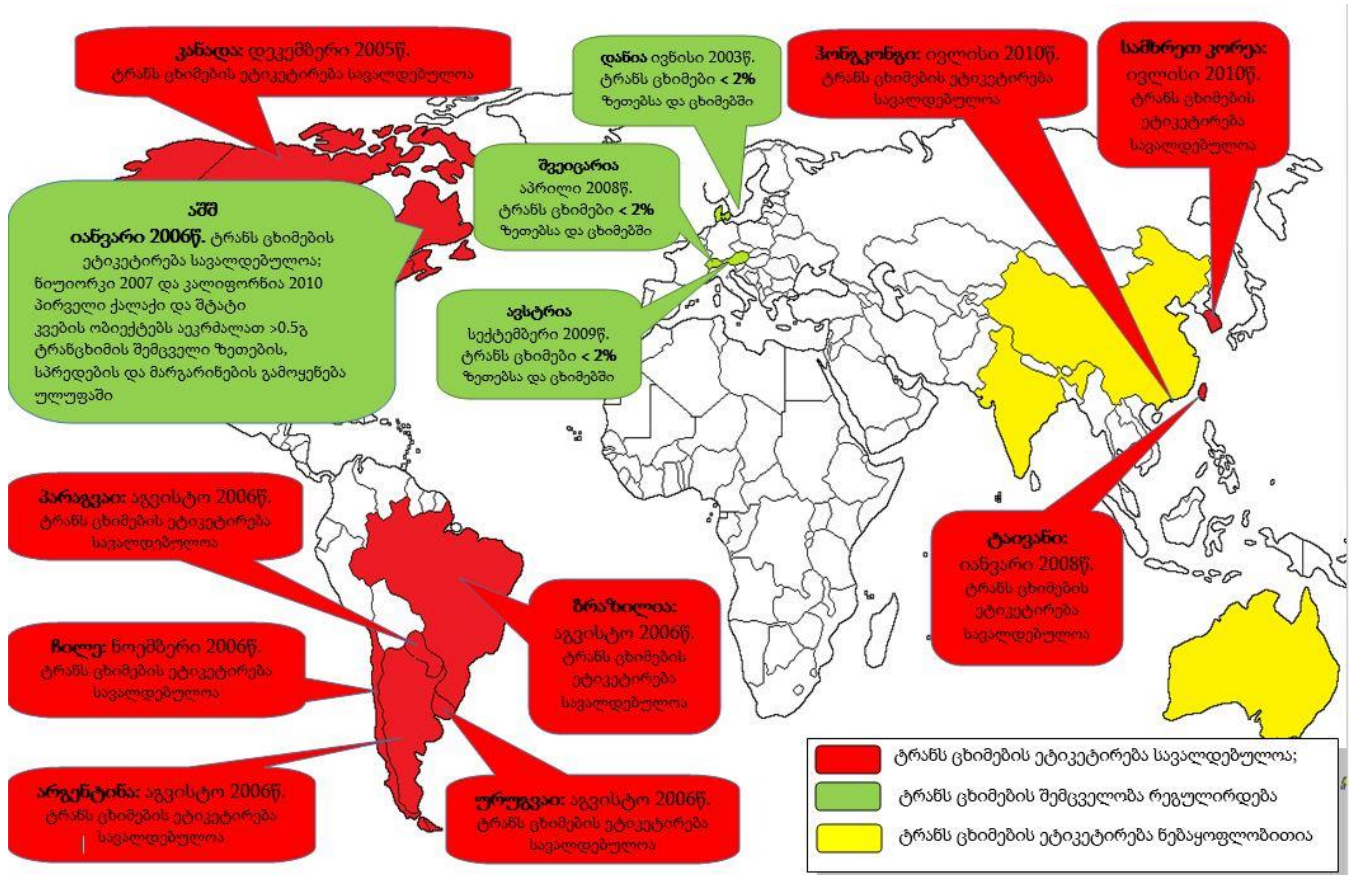 კანადა: დეკემბერი 2005წ.
ტრანს ცხიმების ეტიკეტირება სავალდებულოა
დანია ივნისი 2003წ.
ტრანს ცხიმები < 2%
ზეთებსა და ცხიმებში
ჰონგკონგი: ივლისი 2010წ.
ტრანს ცხიმების ეტიკეტირება
სავალდებულოა
სამხრეთ კორეა:
ივლისი 2010წ.
ტრანს ცხიმების
ეტიკეტირება
სავალდებულოა
შვეიცარია
აპრილი 2008წ.
ტრანს ცხიმები < 2%
ზეთებსა და ცხიმებში
აშშ
იანვარი 2006წ. ტრანს ცხიმების
ეტიკეტირება სავალდებულოა;
ნიუიორკი 2007 და კალიფორნია 2010
პირველი ქალაქი და შტატი
კვების ობიექტებს აეკრძალათ >0.5გ
ტრანცხიმის შემცველი ზეთების,
სპრედების და მარგარინების გამოყენება
ულუფაში
ავსტრია
სექტემბერი 2009წ.
ტრანს ცხიმები < 2%
ზეთებსა და ცხიმებში
პარაგვაი: აგვისტო 2006წ.
ტრანს ცხიმების ეტიკეტირება
სავალდებულოა
ტაივანი:
იანვარი 2008წ.
ტრანს ცხიმების
ეტიკეტირება
სავალდებულოა
ბრაზილია:
აგვისტო 2006წ.
ტრანს ცხიმების
ეტიკეტირება
სავალდებულოა
ჩილე: ნოემბერი 2006წ.
ტრანს ცხიმების ეტიკეტირება
სავალდებულოა
არგენტინა: აგვისტო 2006წ.
ტრანს ცხიმების ეტიკეტირება
სავალდებულოა
ურუგვაი: აგვისტო 2006წ.
ტრანს ცხიმების ეტიკეტირება
სავალდებულოა
ტრანს ცხიმების ეტიკეტირება სავალდებულოა;
ტრანს ცხიმების შემცველობა რეგულირდება
ტრანს ცხიმების ეტიკეტირება ნებაყოფლობითია